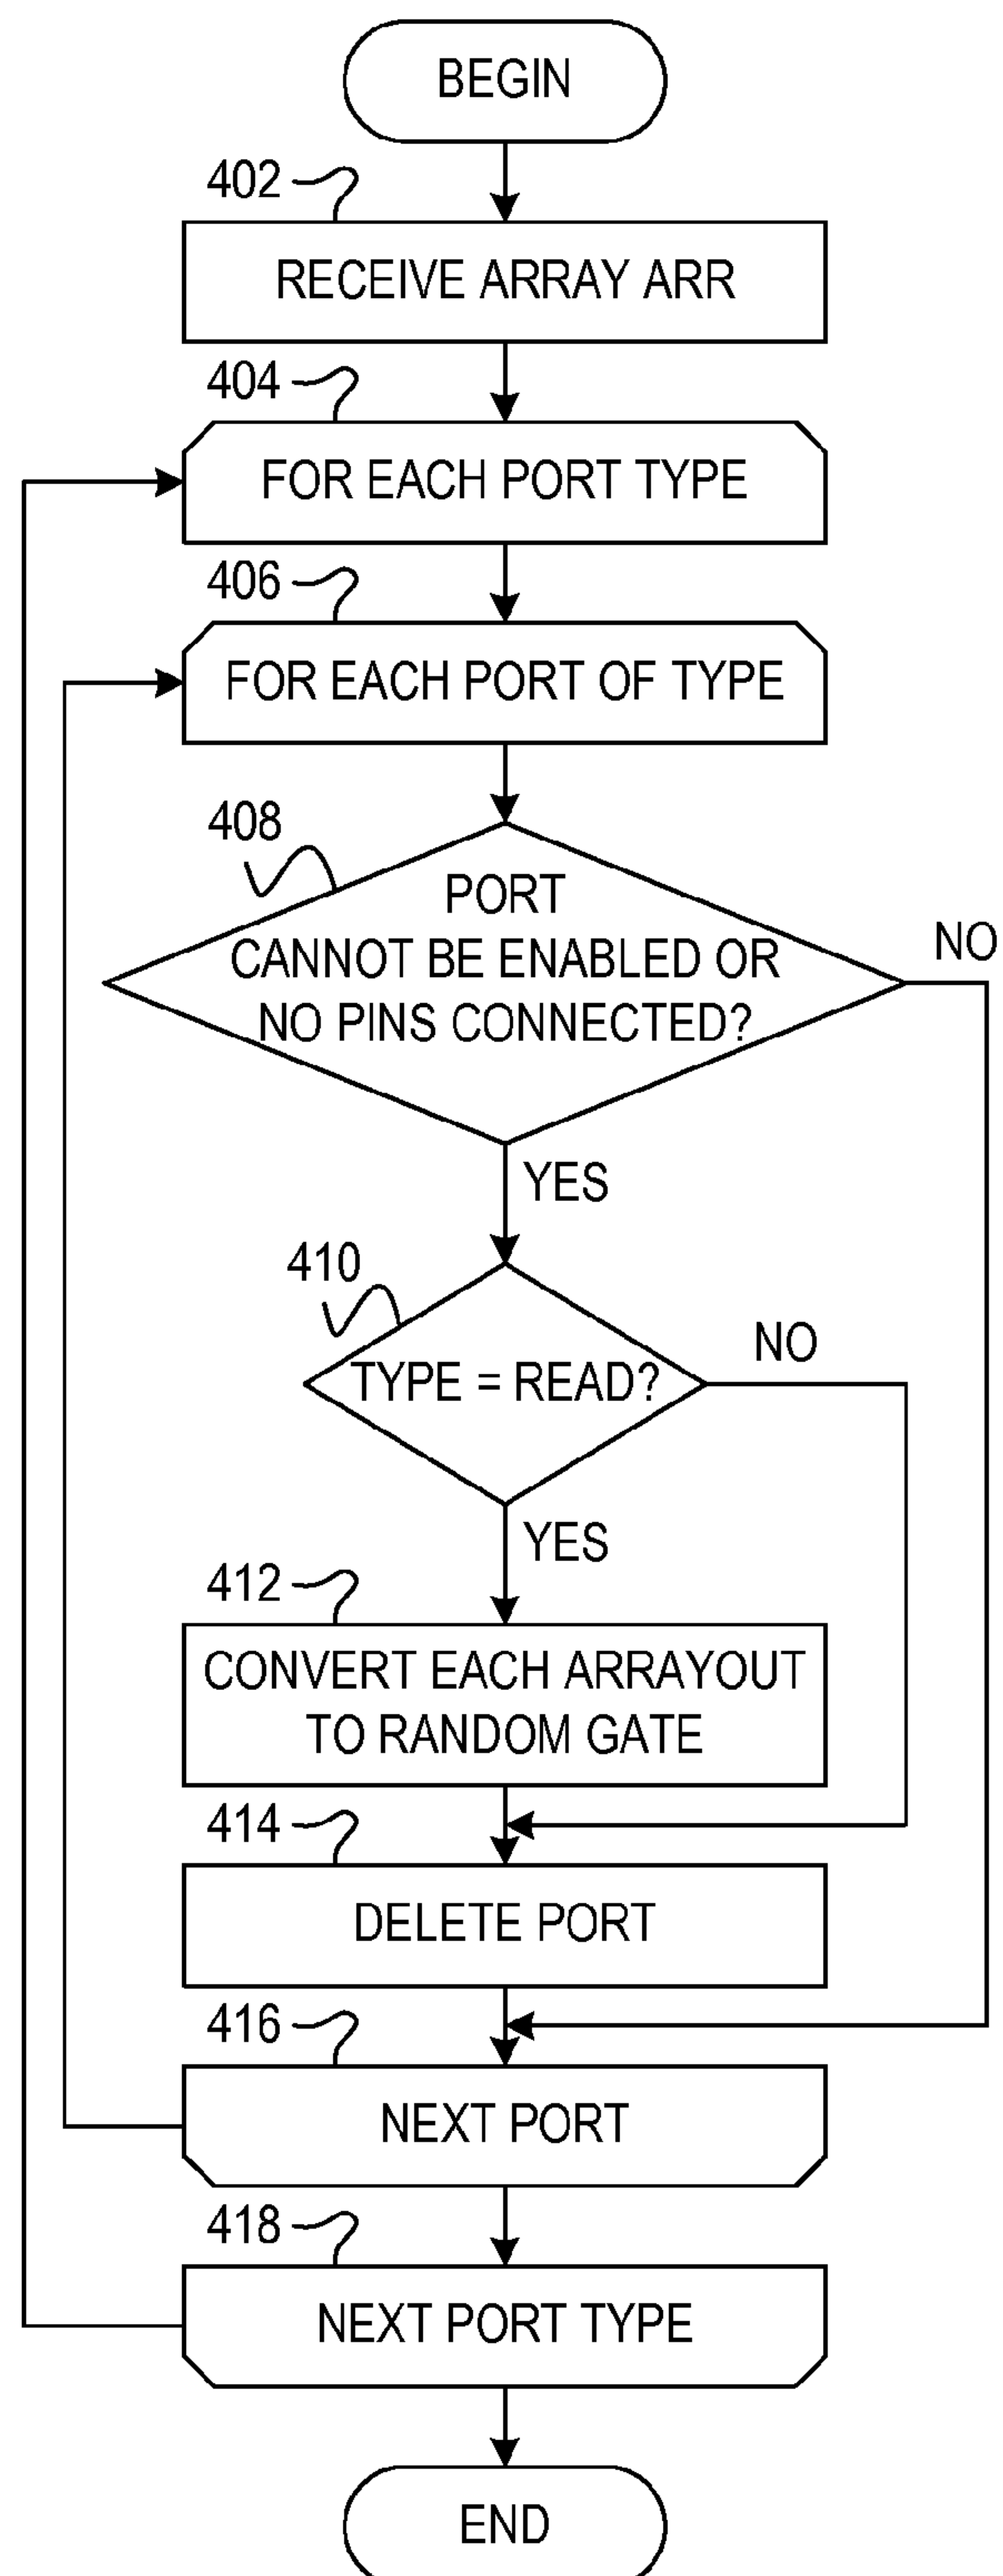 BEGIN
402
RECEIVE ARRAY ARR
404
FOR EACH PORT TYPE
406
FOR EACH PORT OF TYPE
408
PORT
CANNOT BE ENABLED OR
NO PINS CONNECTED?
NO
YES
410
TYPE = READ?
NO
YES
412
CONVERT EACH ARRAYOUT
TO RANDOM GATE
414
DELETE PORT
416
NEXT PORT
418
NEXT PORT TYPE
END